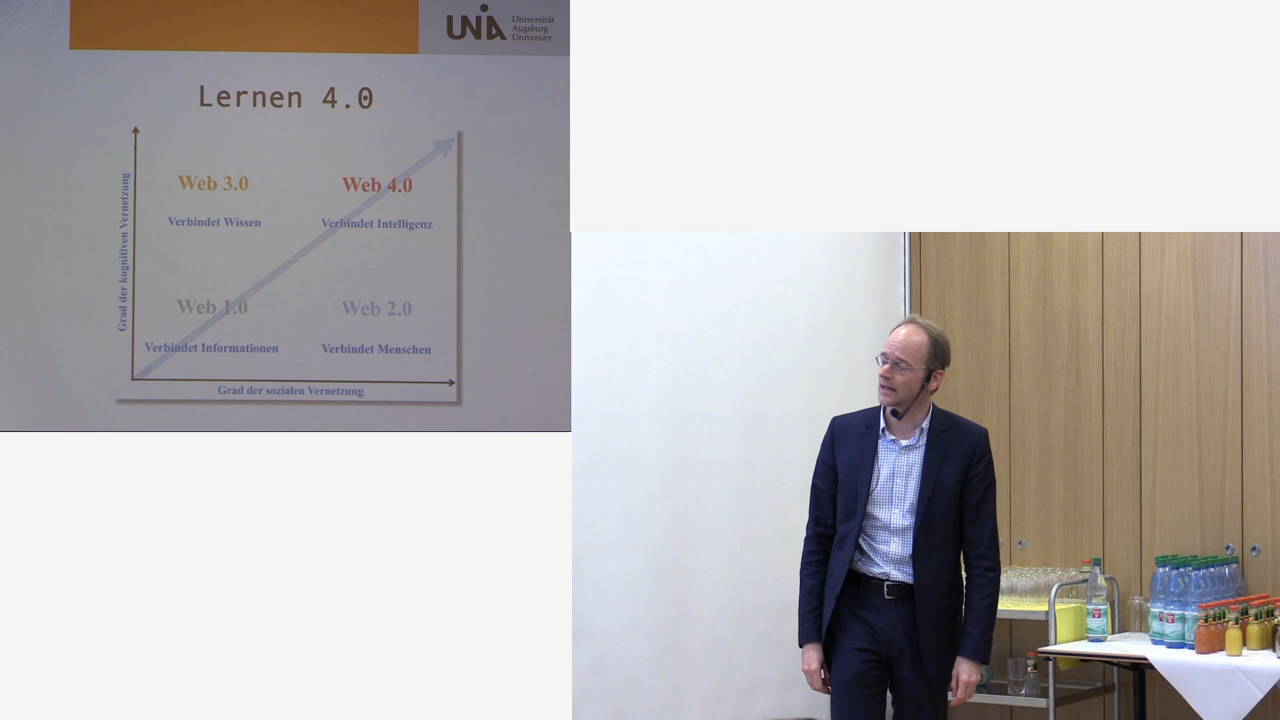 UNIA
Universität
Augsburg
University
Lernen 4.0
Grad der kognitiven Vernetzung
Web 3.0
Web 4.0
Verbindet Wissen
Verbindet Intelligenz
Web 1.0
Web 2.0
Verbindet Informationen
Verbindet Menschen
Grad der sozialen Vernetzung